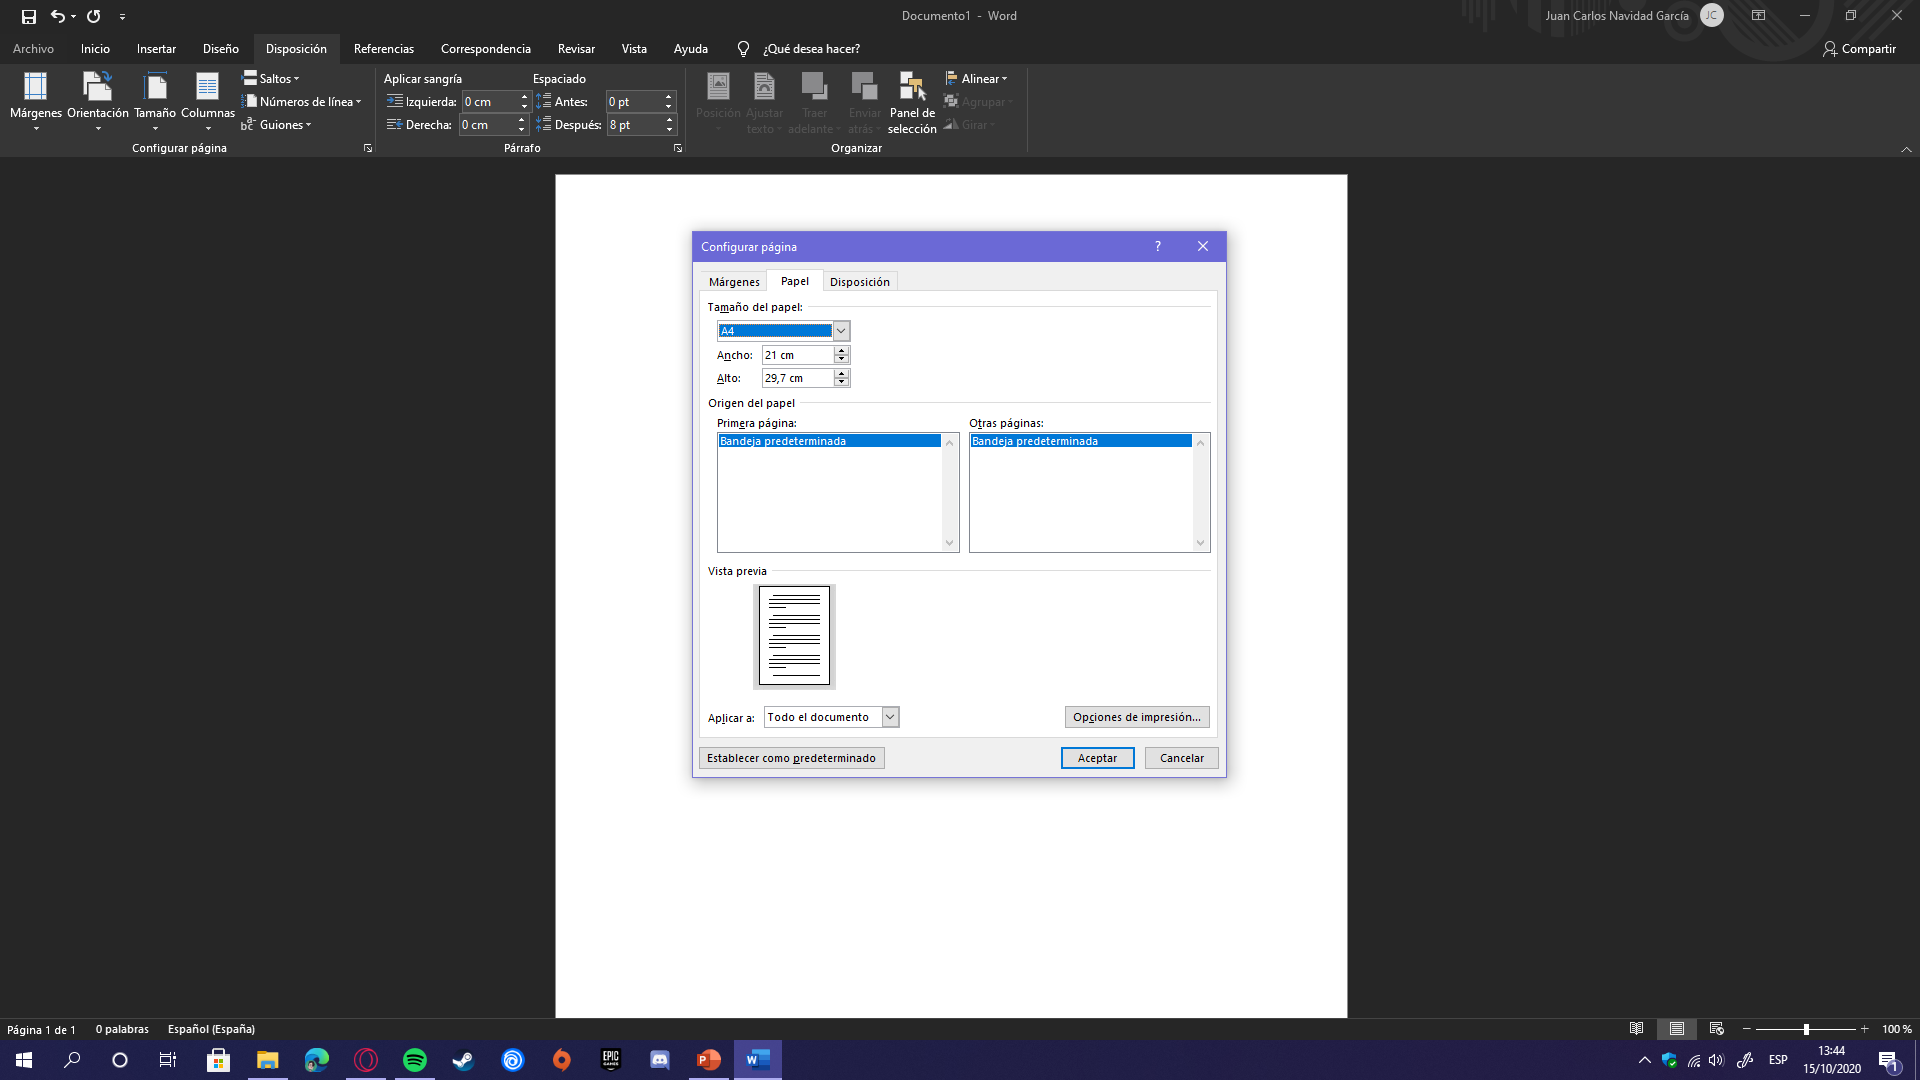 Documento1 - Word
Juan Carlos Navidad García
JC
Archivo Inicio Insertar Diseño Disposición Referencias Correspondencia Revisar Vista Ayuda ¿Qué desea hacer?
Compartir
Márgenes
Orientación
Tamaño
Columnas
Saltos
Números de línea
Guiones
Configurar página
Aplicar sangría
Izquierda: 0 cm
Derecha: 0 cm
Espaciado
Antes: 0 pt
Después: 8 pt
Párrafo
Posición
Ajustar
texto
Traer
adelante
Enviar
atrás
Panel de
selección
Alinear
Agrupar
Girar
Organizar
Configurar página
?
Márgenes Papel Disposición
Tamaño del papel:
A4
Ancho: 21 cm
Alto: 29,7 cm
Origen del papel
Primera página:
Bandeja predeterminada
Otras páginas:
Bandeja predeterminada
Vista previa
Aplicar a: Todo el documento
Opciones de impresión...
Establecer como predeterminado
Aceptar
Cancelar
Página 1 de 1 0 palabras Español (España)
100 %
EPIC
GAMES
P
W
ESP
13:44
15/10/2020
1